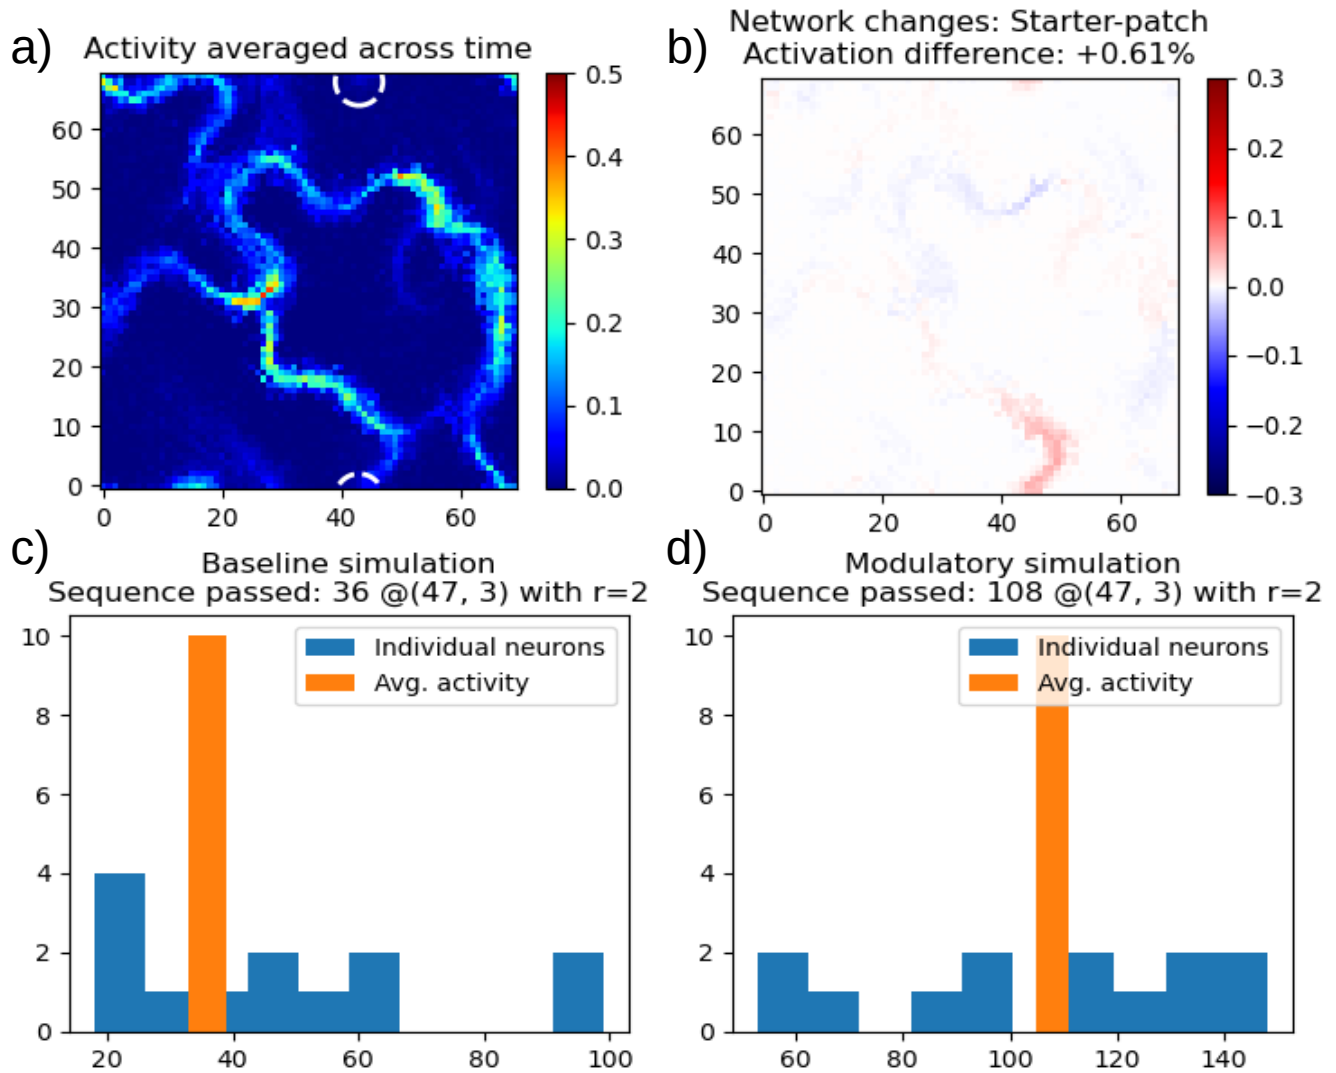 a)
Activity averaged across time
0.5
0.4
0.3
0.2
0.1
0.0
60
50
40
30
20
10
0
0 20 40 60
b)
Network changes: Starter-patch
Activation difference: +0.61%
0.3
0.2
0.1
0.0
−0.1
−0.2
−0.3
60
50
40
30
20
10
0
0 20 40 60
c)
Baseline simulation
Sequence passed: 36 @(47, 3) with r=2
Individual neurons
Avg. activity
10
8
6
4
2
0
20 40 60 80 100
d)
Modulatory simulation
Sequence passed: 108 @(47, 3) with r=2
Individual neurons
Avg. activity
10
8
6
4
2
0
60 80 100 120 140